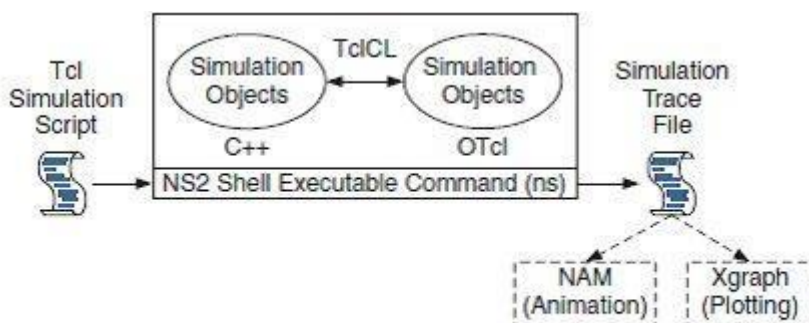 Tcl
Simulation
Script
Simulation
Objects
C++
TclCL
Simulation
Objects
OTcl
NS2 Shell Executable Command (ns)
Simulation
Trace
File
NAM
(Animation)
Xgraph
(Plotting)